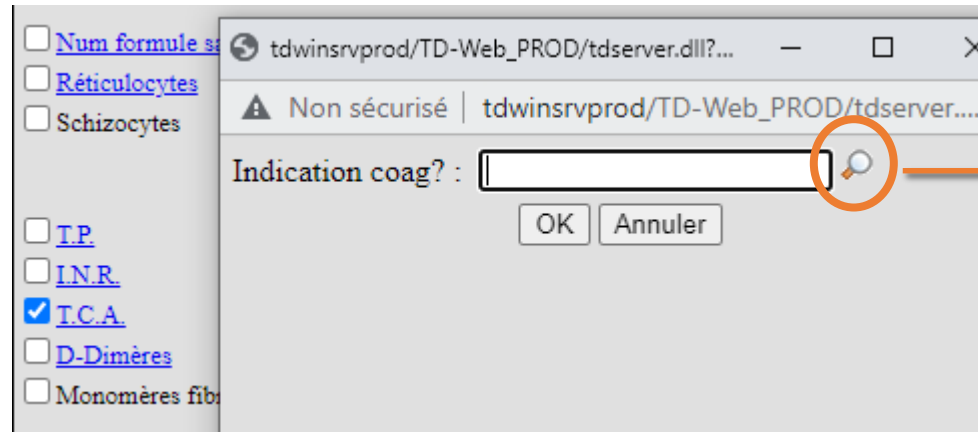 Num formule sa
Réticulocytes
Schizocytes
T.P.
I.N.R.
T.C.A.
D-Dimères
Monomères fib
tdwinsrvprod/TD-Web_PROD/tdserver.dll?...
Non sécurisé | tdwinsrvprod/TD-Web_PROD/tdserver....
Indication coag? :
OK Annuler